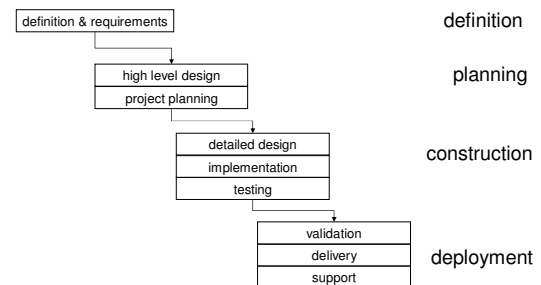 definition & requirements
definition
high level design
project planning
planning
detailed design
implementation
testing
construction
validation
delivery
support
deployment